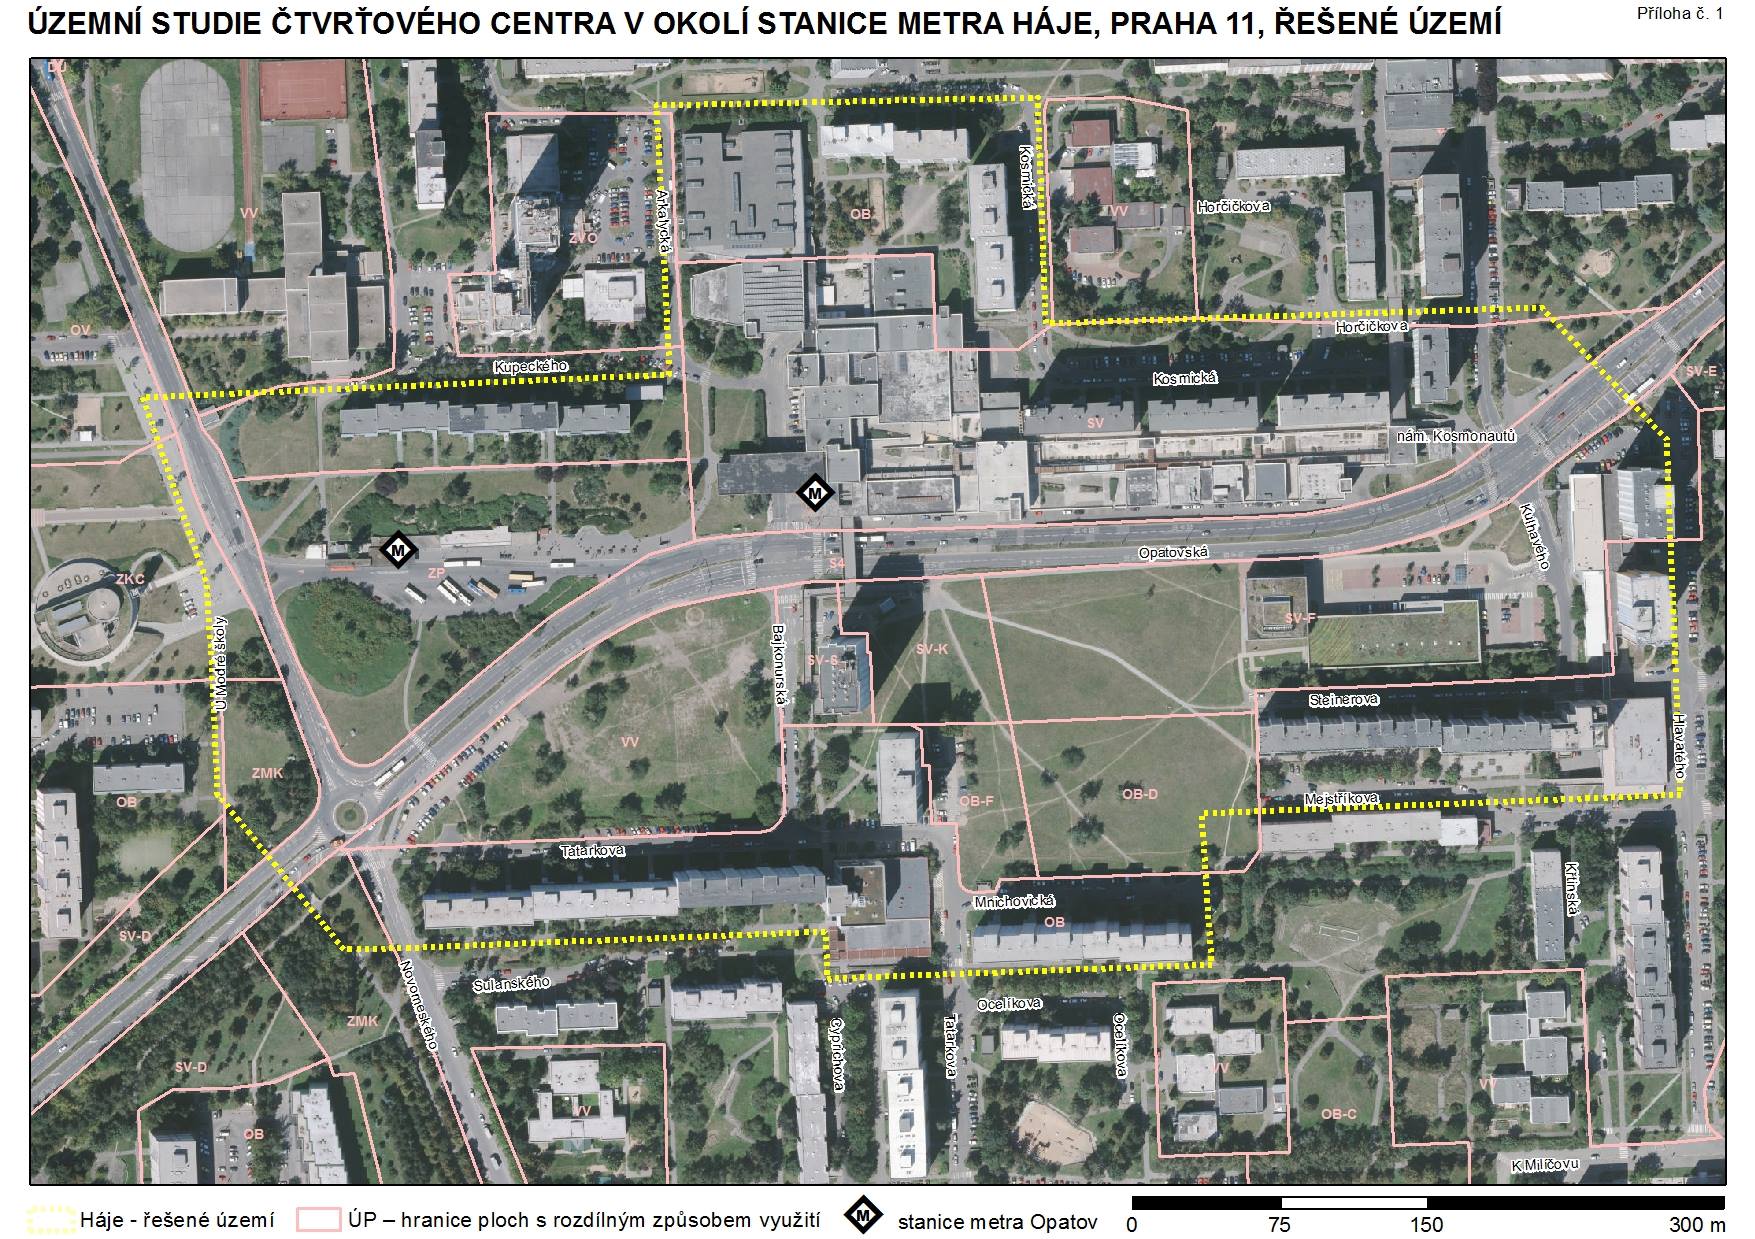 ÚZEMNÍ STUDIE ČTVRŤOVÉHO CENTRA V OKOLÍ STANICE METRA HÁJE, PRAHA 11, ŘEŠENÉ ÚZEMÍ
Příloha č. 1
VV
ZVO
Arkalycká
OB
Kosmická
VV
Horčičkova
OV
Kupeckého
Horčičkova
Kosmická
SV-E
SV
nám. Kosmonautů
M
Kulhavého
M
Opatovská
S4
ZKC
ZP
U Modré školy
Bajkonurská
SV-S
SV-K
SV-F
Steinerova
VV
Hlavatého
ZMK
OB
OB-F
OB-D
Mejstříkova
Tatarkova
Křtinská
Mnichovická
OB
SV-D
Novomeského
Sulanského
Ocelíkova
ZMK
Cyprichova
Tatarkova
Ocelíkova
SV-D
VV
VV
VV
OB-C
OB
K Milíčovu
Háje - řešené území
ÚP – hranice ploch s rozdílným způsobem využití
M
stanice metra Opatov
0 75 150 300 m